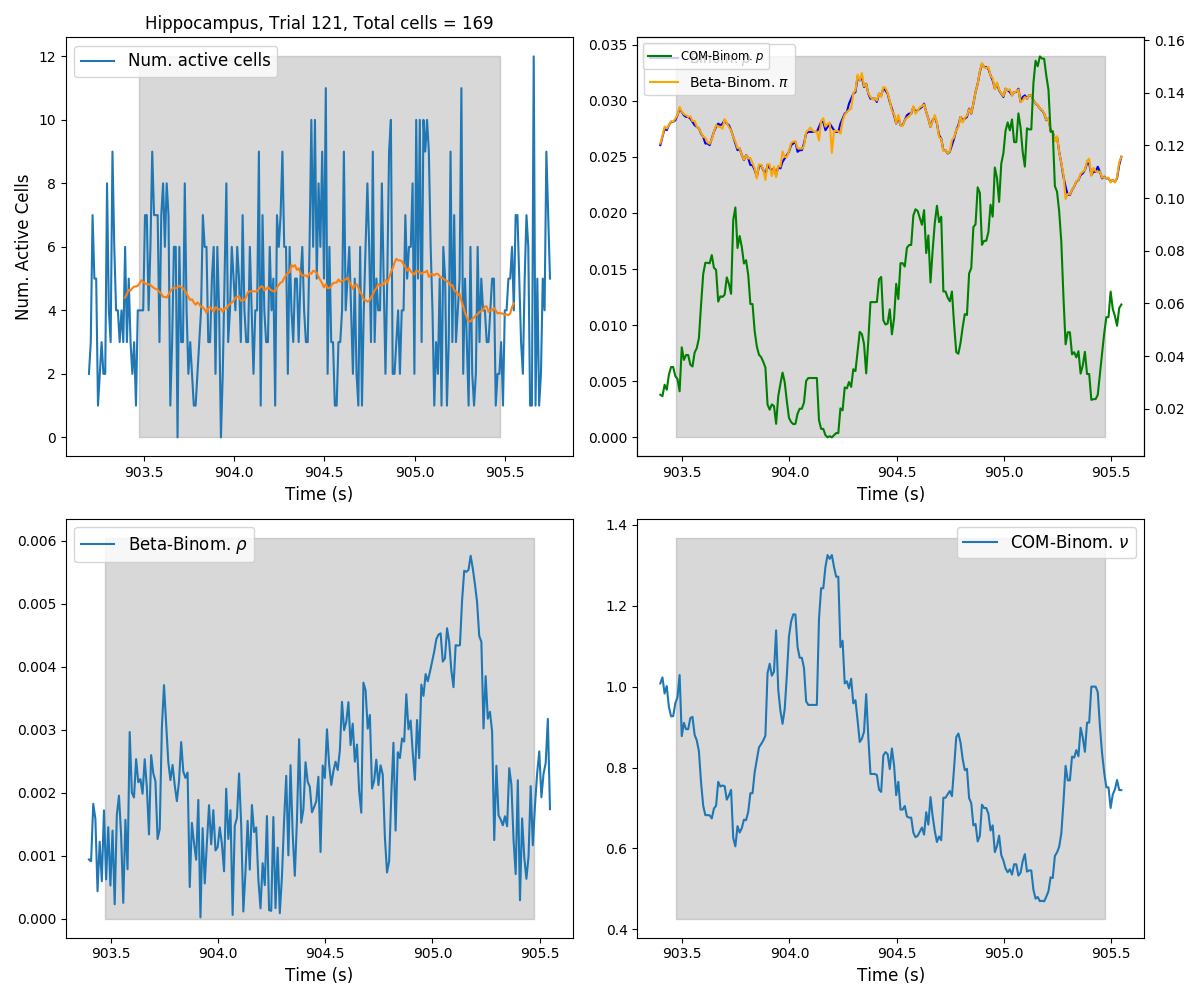 Hippocampus, Trial 121, Total cells = 169
Num. active cells
Num. Active Cells
12
10
8
6
4
2
0
903.5 904.0 904.5 905.0 905.5
Time (s)
COM-Binom. p
Beta-Binom. π
0.035
0.030
0.025
0.020
0.015
0.010
0.005
0.000
0.16
0.14
0.12
0.10
0.08
0.06
0.04
0.02
903.5 904.0 904.5 905.0 905.5
Time (s)
Beta-Binom. ρ
0.006
0.005
0.004
0.003
0.002
0.001
0.000
903.5 904.0 904.5 905.0 905.5
Time (s)
COM-Binom. ν
1.4
1.2
1.0
0.8
0.6
0.4
903.5 904.0 904.5 905.0 905.5
Time (s)